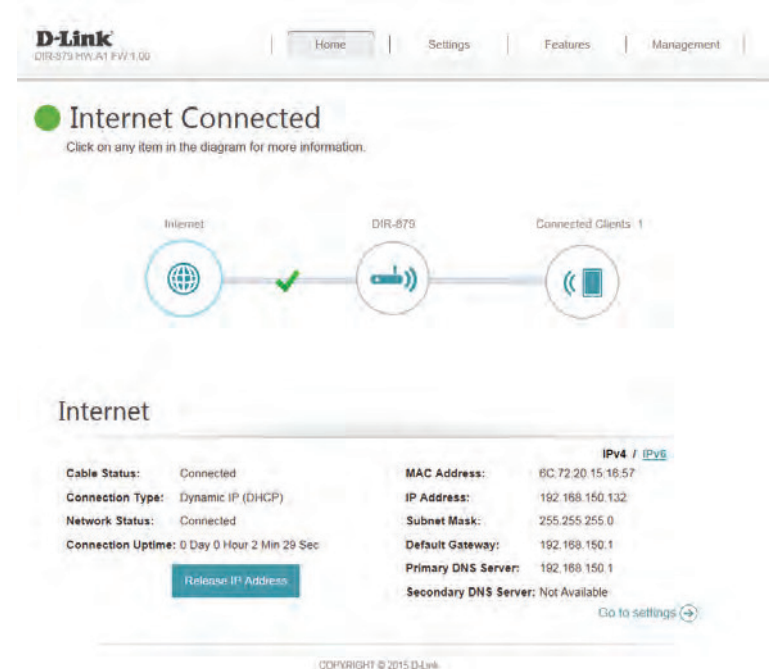 D-Link
DIR-879 HW:A1 FW:1.00
Home
Settings
Features
Management
Internet Connected
Click on any item in the diagram for more information.
Internet
DIR-879
Connected Clients: 1
Internet
IPv4 / IPv6
Cable Status: Connected
Connection Type: Dynamic IP (DHCP)
Network Status: Connected
Connection Uptime: 0 Day 0 Hour 2 Min 29 Sec
Release IP Address
MAC Address: 6C:72:20:15:16:57
IP Address: 192.168.150.132
Subnet Mask: 255.255.255.0
Default Gateway: 192.168.150.1
Primary DNS Server: 192.168.150.1
Secondary DNS Server: Not Available
Go to settings
COPYRIGHT © 2015 D-Link